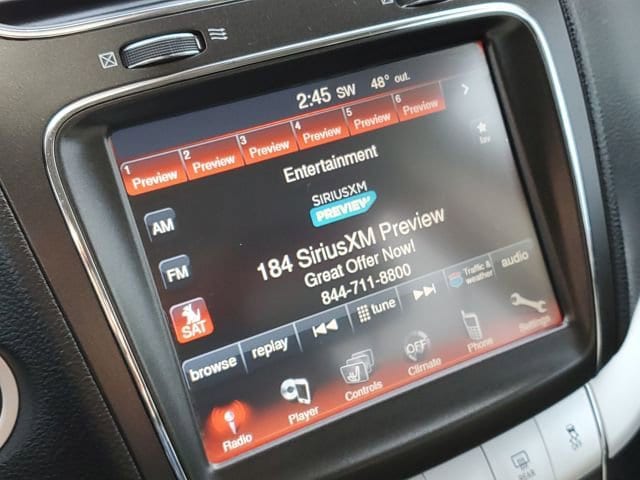 2:45 SW 48° out.
1 Preview 2 Preview 3 Preview 4 Preview 5 Preview 6 Preview
Entertainment
fav
SIRIUSXM
PREVIEW
AM
184 SiriusXM Preview
Great Offer Now!
844-711-8800
FM
SAT
browse replay tune Traffic & weather audio
Radio Player Controls OFF Climate Phone Settings
REAR